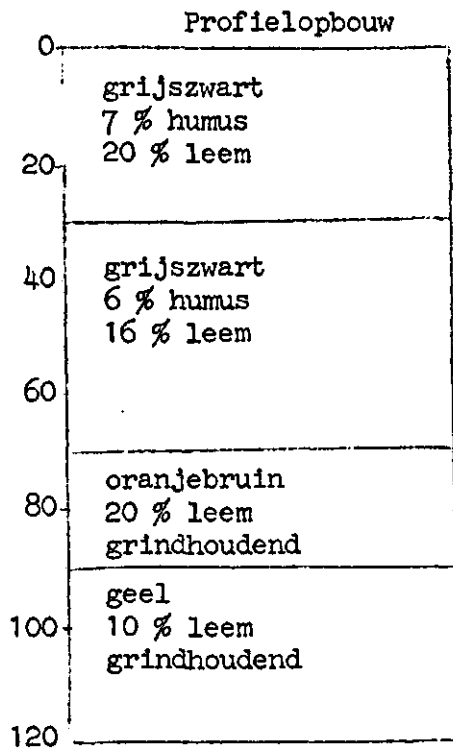 Profielopbouw
0
grijszwart
7 % humus
20 % leem
20
grijszwart
40
6 % humus
16 % leem
60
oranjebruin
80
20 % leem
grindhoudend
geel
100
10 % leem
grindhoudend
120